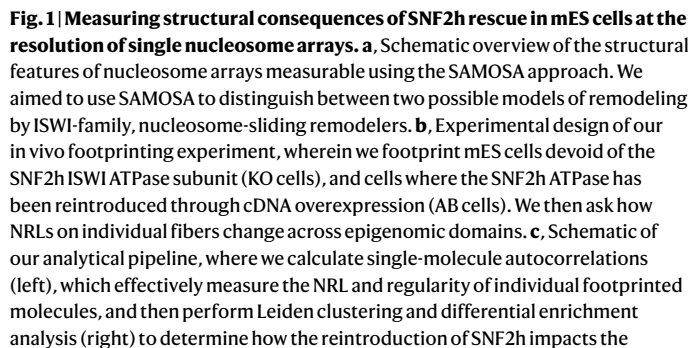 Fig. 1 | Measuring structural consequences of SNF2h rescue in mES cells at the
resolution of single nucleosome arrays. a, Schematic overview of the structural
features of nucleosome arrays measurable using the SAMOSA approach. We
aimed to use SAMOSA to distinguish between two possible models of remodeling
by ISWI-family, nucleosome-sliding remodelers. b, Experimental design of our
in vivo footprinting experiment, wherein we footprint mES cells devoid of the
SNF2h ISWI ATPase subunit (KO cells), and cells where the SNF2h ATPase has
been reintroduced through cDNA overexpression (AB cells). We then ask how
NRLs on individual fibers change across epigenomic domains. c, Schematic of
our analytical pipeline, where we calculate single-molecule autocorrelations
(left), which effectively measure the NRL and regularity of individual footprinted
molecules, and then perform Leiden clustering and differential enrichment
analysis (right) to determine how the reintroduction of SNF2h impacts the